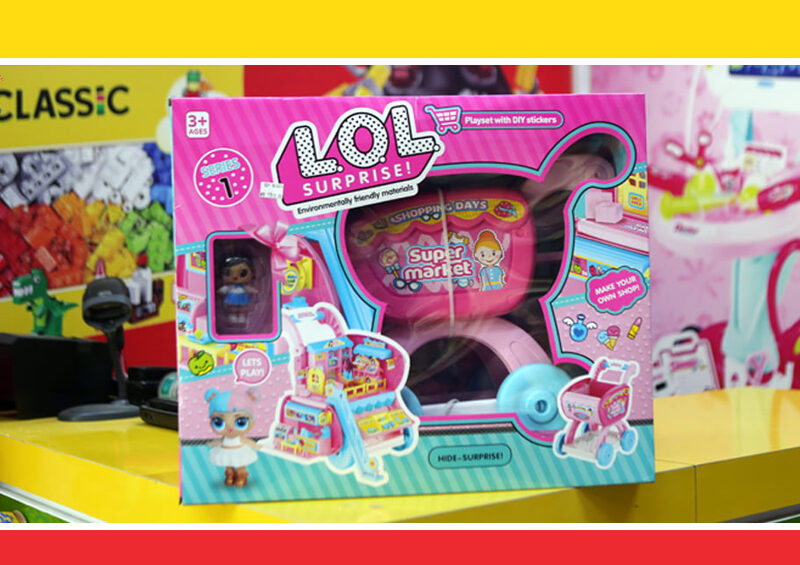 CLASSIC
3+
AGES
SERIES
1
L.O.L.
SURPRISE!
Environmentally friendly materials
Playset with DIY stickers
SHOPPING DAYS
Super
market
MAKE YOUR
OWN SHOP!
LETS
PLAY!
HIDE-SURPRISE!